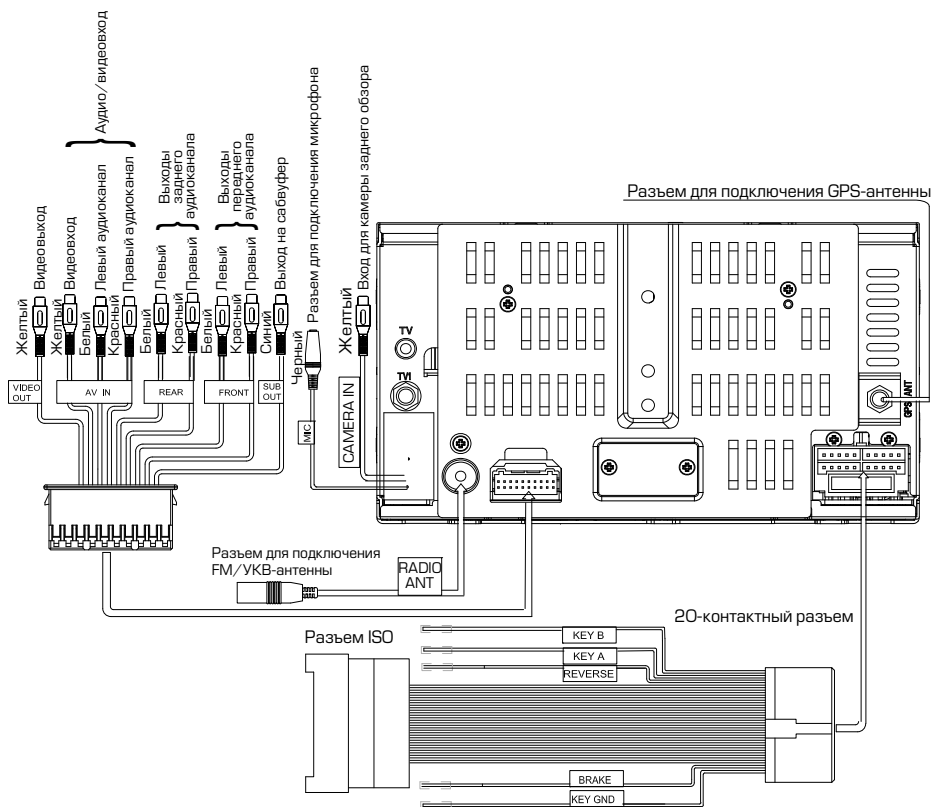 Аудио/видеовход
Желтый
Видеовыход
Желтый
Видеовход
Белый
Левый аудиоканал
Красный
Правый аудиоканал
Выходы
заднего
аудиоканала
Белый
Левый
Красный
Правый
Выходы
переднего
аудиоканала
Белый
Левый
Красный
Правый
Синий
Выход на сабвуфер
Черный
Разъем для подключения микрофона
Желтый
Вход для камеры заднего обзора
VIDEO
OUT
AV IN
REAR
FRONT
SUB
OUT
MIC
CAMERA IN
Разъем для подключения GPS-антенны
TV
TV1
GPS ANT
Разъем для подключения
FM/УКВ-антенны
RADIO
ANT
20-контактный разъем
Разъем ISO
KEY B
KEY A
REVERSE
BRAKE
KEY GND